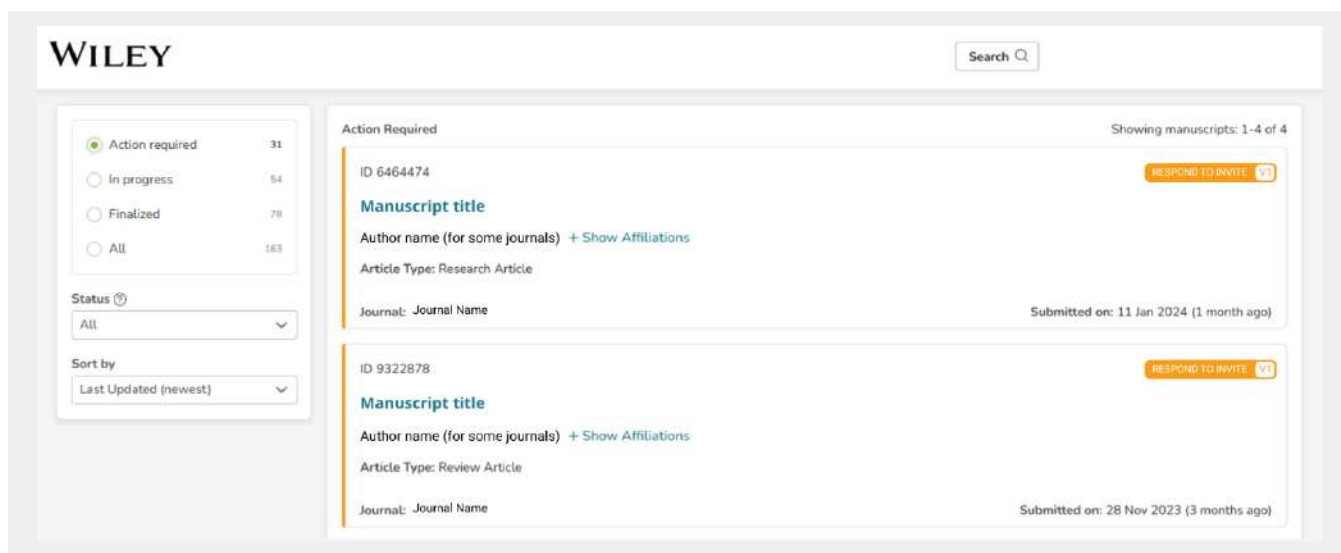 WILEY
Search
Action required 31
In progress 54
Finalized 78
All 163
Status
All
Sort by
Last Updated (newest)
Action Required
Showing manuscripts: 1-4 of 4
ID 6464474
RESPOND TO INVITE V1
Manuscript title
Author name (for some journals) + Show Affiliations
Article Type: Research Article
Journal: Journal Name
Submitted on: 11 Jan 2024 (1 month ago)
ID 9322878
RESPOND TO INVITE V1
Manuscript title
Author name (for some journals) + Show Affiliations
Article Type: Review Article
Journal: Journal Name
Submitted on: 28 Nov 2023 (3 months ago)